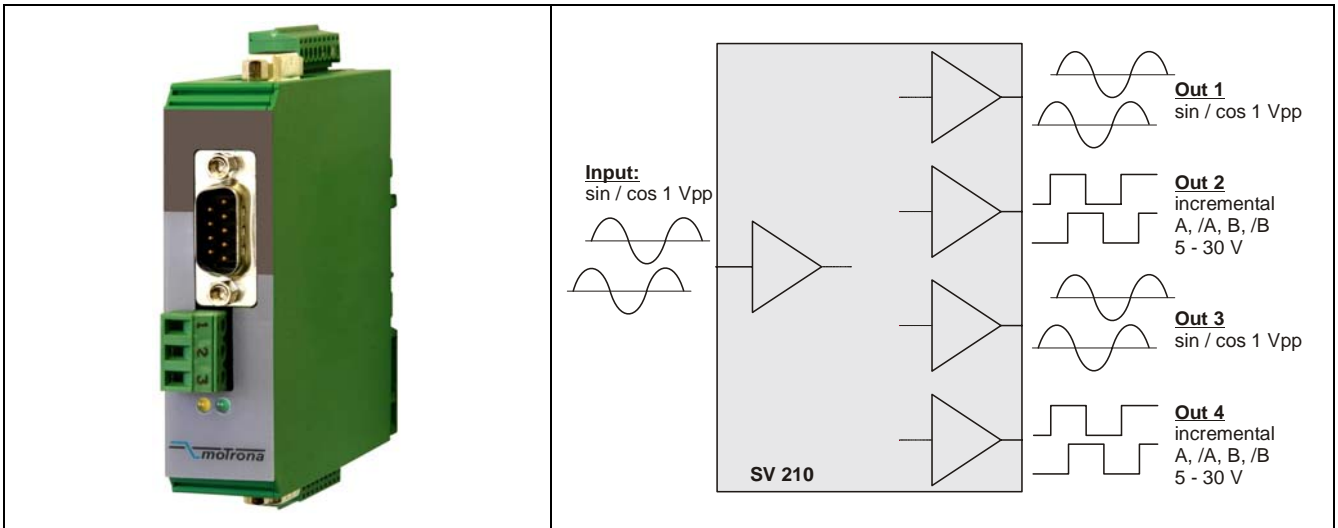 1
2
3
motrona
Input:
sin / cos 1 Vpp
SV 210
Out 1
sin / cos 1 Vpp
Out 2
incremental
A, /A, B, /B
5 - 30 V
Out 3
sin / cos 1 Vpp
Out 4
incremental
A, /A, B, /B
5 - 30 V